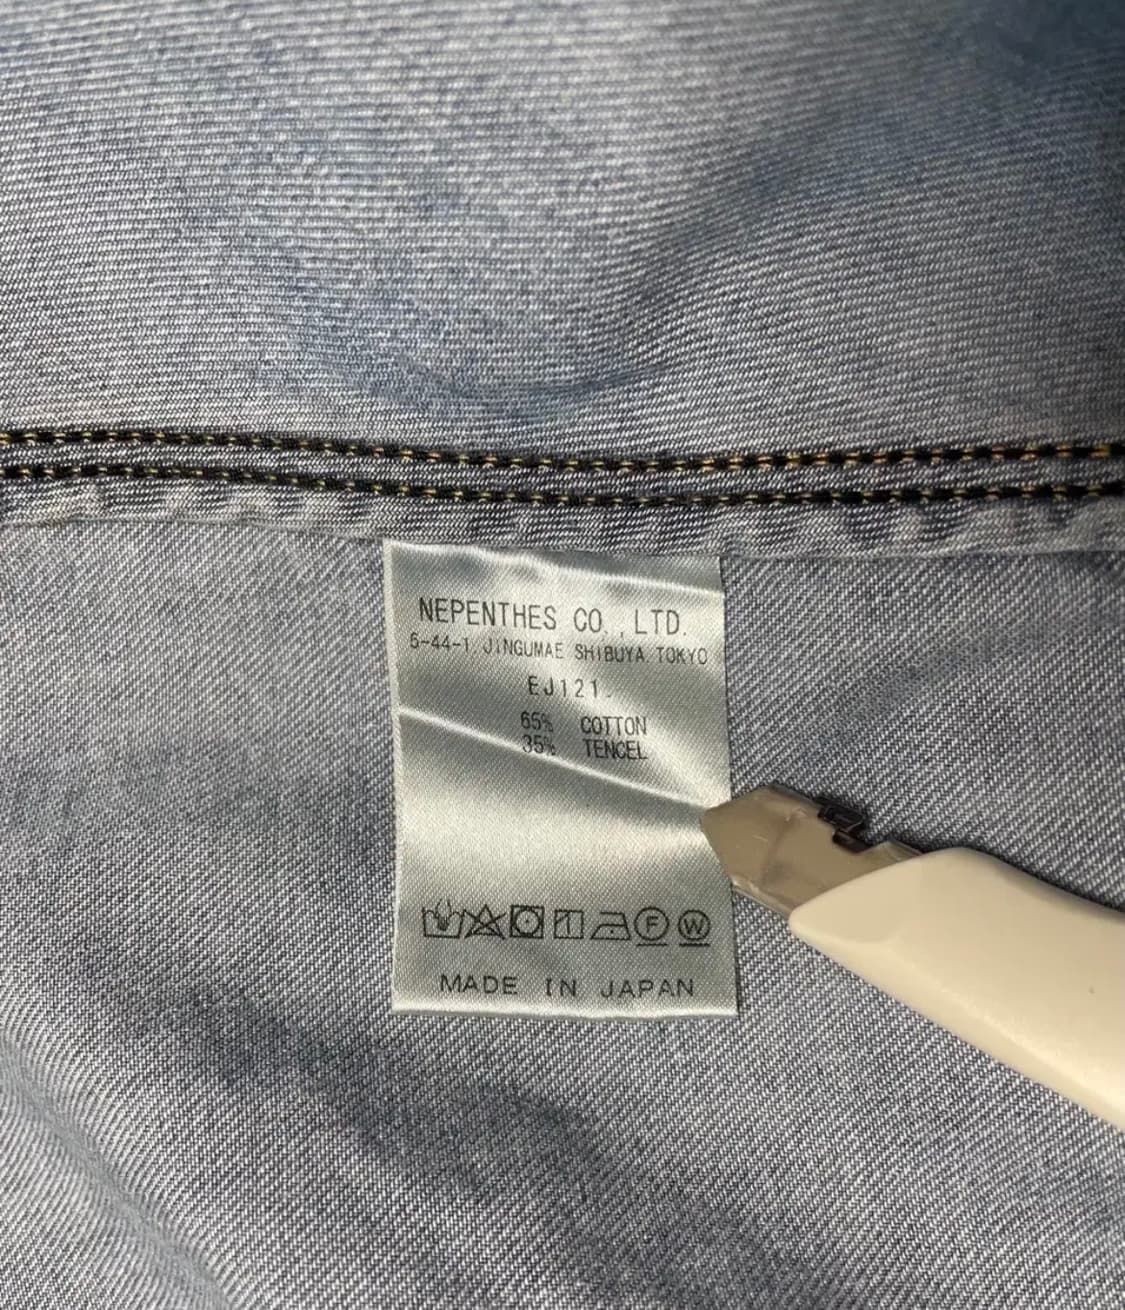 NEPENTHES CO.,LTD.
5-44-1 JINGUMAE SHIBUYA TOKYO
EJ121.
65% COTTON
35% TENCEL
F W
MADE IN JAPAN